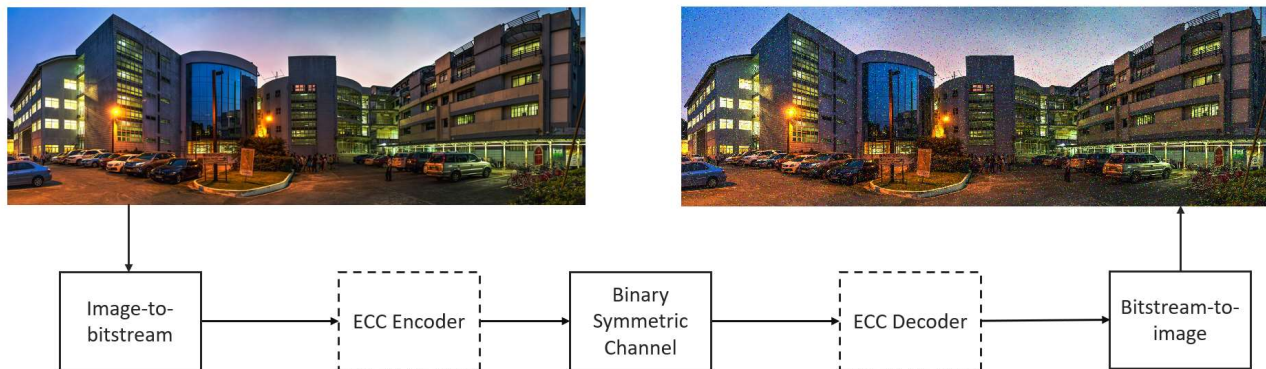 Image-to-
bitstream
ECC Encoder
Binary
Symmetric
Channel
ECC Decoder
Bitstream-to-
image